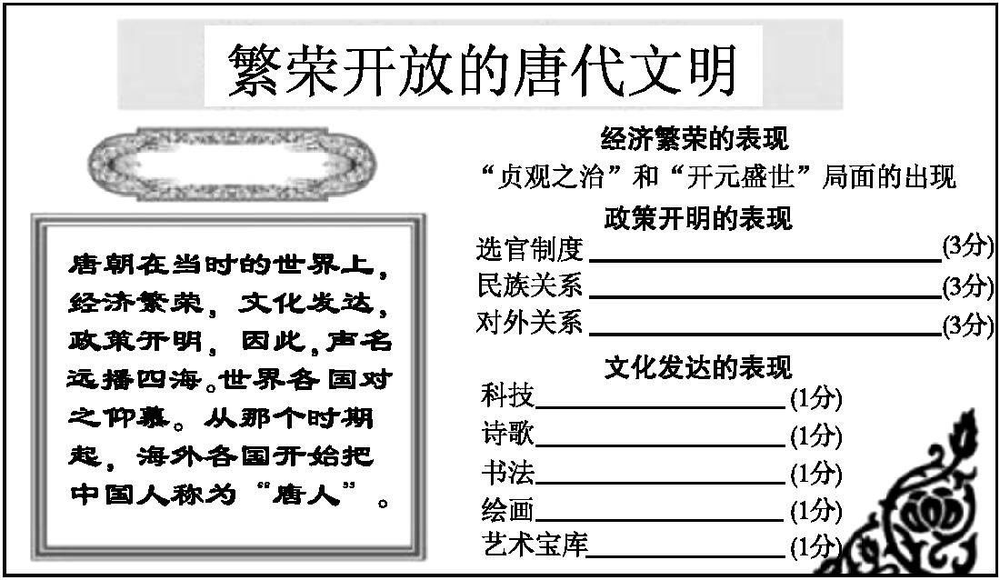 繁荣开放的唐代文明
唐朝在当时的世界上，
经济繁荣，文化发达，
政策开明，因此，声名
远播四海。世界各国对
之仰慕。从那个时期
起，海外各国开始把
中国人称为“唐人”。
经济繁荣的表现
“贞观之治”和“开元盛世”局面的出现
政策开明的表现
选官制度 (3分)
民族关系 (3分)
对外关系 (3分)
文化发达的表现
科技 (1分)
诗歌 (1分)
书法 (1分)
绘画 (1分)
艺术宝库 (1分)